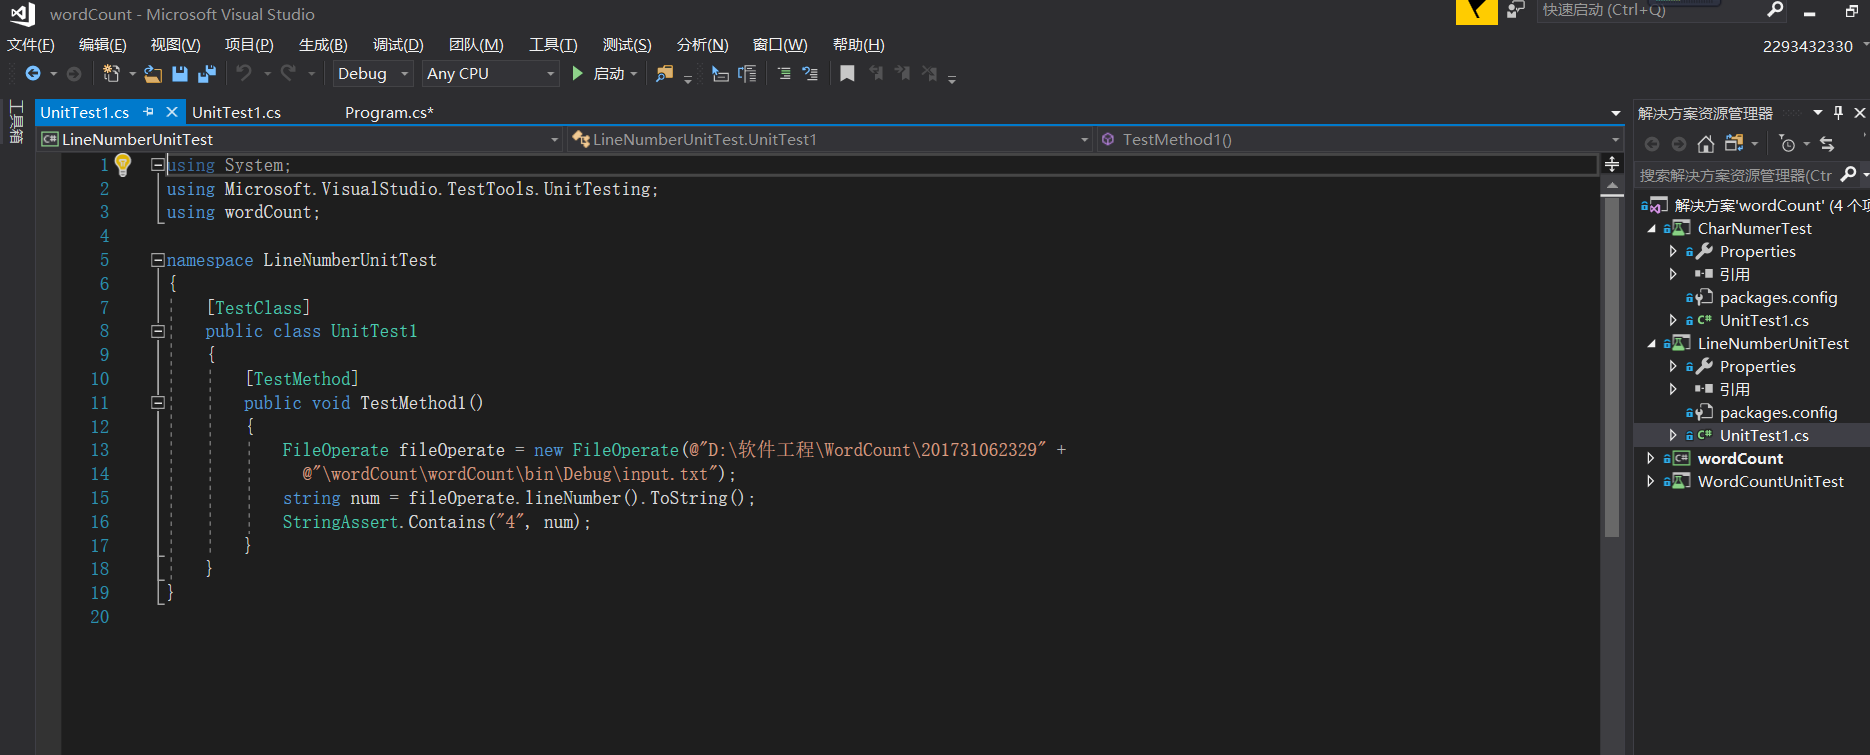 wordCount - Microsoft Visual Studio
快速启动 (Ctrl+Q)
文件(F) 编辑(E) 视图(V) 项目(P) 生成(B) 调试(D) 团队(M) 工具(T) 测试(S) 分析(N) 窗口(W) 帮助(H)
2293432330
Debug Any CPU 启动
工具箱
UnitTest1.cs UnitTest1.cs Program.cs*
LineNumberUnitTest LineNumberUnitTest.UnitTest1 TestMethod1()
1 using System;
2 using Microsoft.VisualStudio.TestTools.UnitTesting;
3 using wordCount;
4
5 namespace LineNumberUnitTest
6 {
7 [TestClass]
8 public class UnitTest1
9 {
10 [TestMethod]
11 public void TestMethod1()
12 {
13 FileOperate fileOperate = new FileOperate(@"D:\软件工程\WordCount\201731062329" +
14 @"\wordCount\wordCount\bin\Debug\input.txt");
15 string num = fileOperate.lineNumber().ToString();
16 StringAssert.Contains("4", num);
17 }
18 }
19 }
20
解决方案资源管理器
搜索解决方案资源管理器(Ctr
解决方案'wordCount' (4 个项
CharNumerTest
Properties
引用
packages.config
C# UnitTest1.cs
LineNumberUnitTest
Properties
引用
packages.config
C# UnitTest1.cs
C# wordCount
WordCountUnitTest